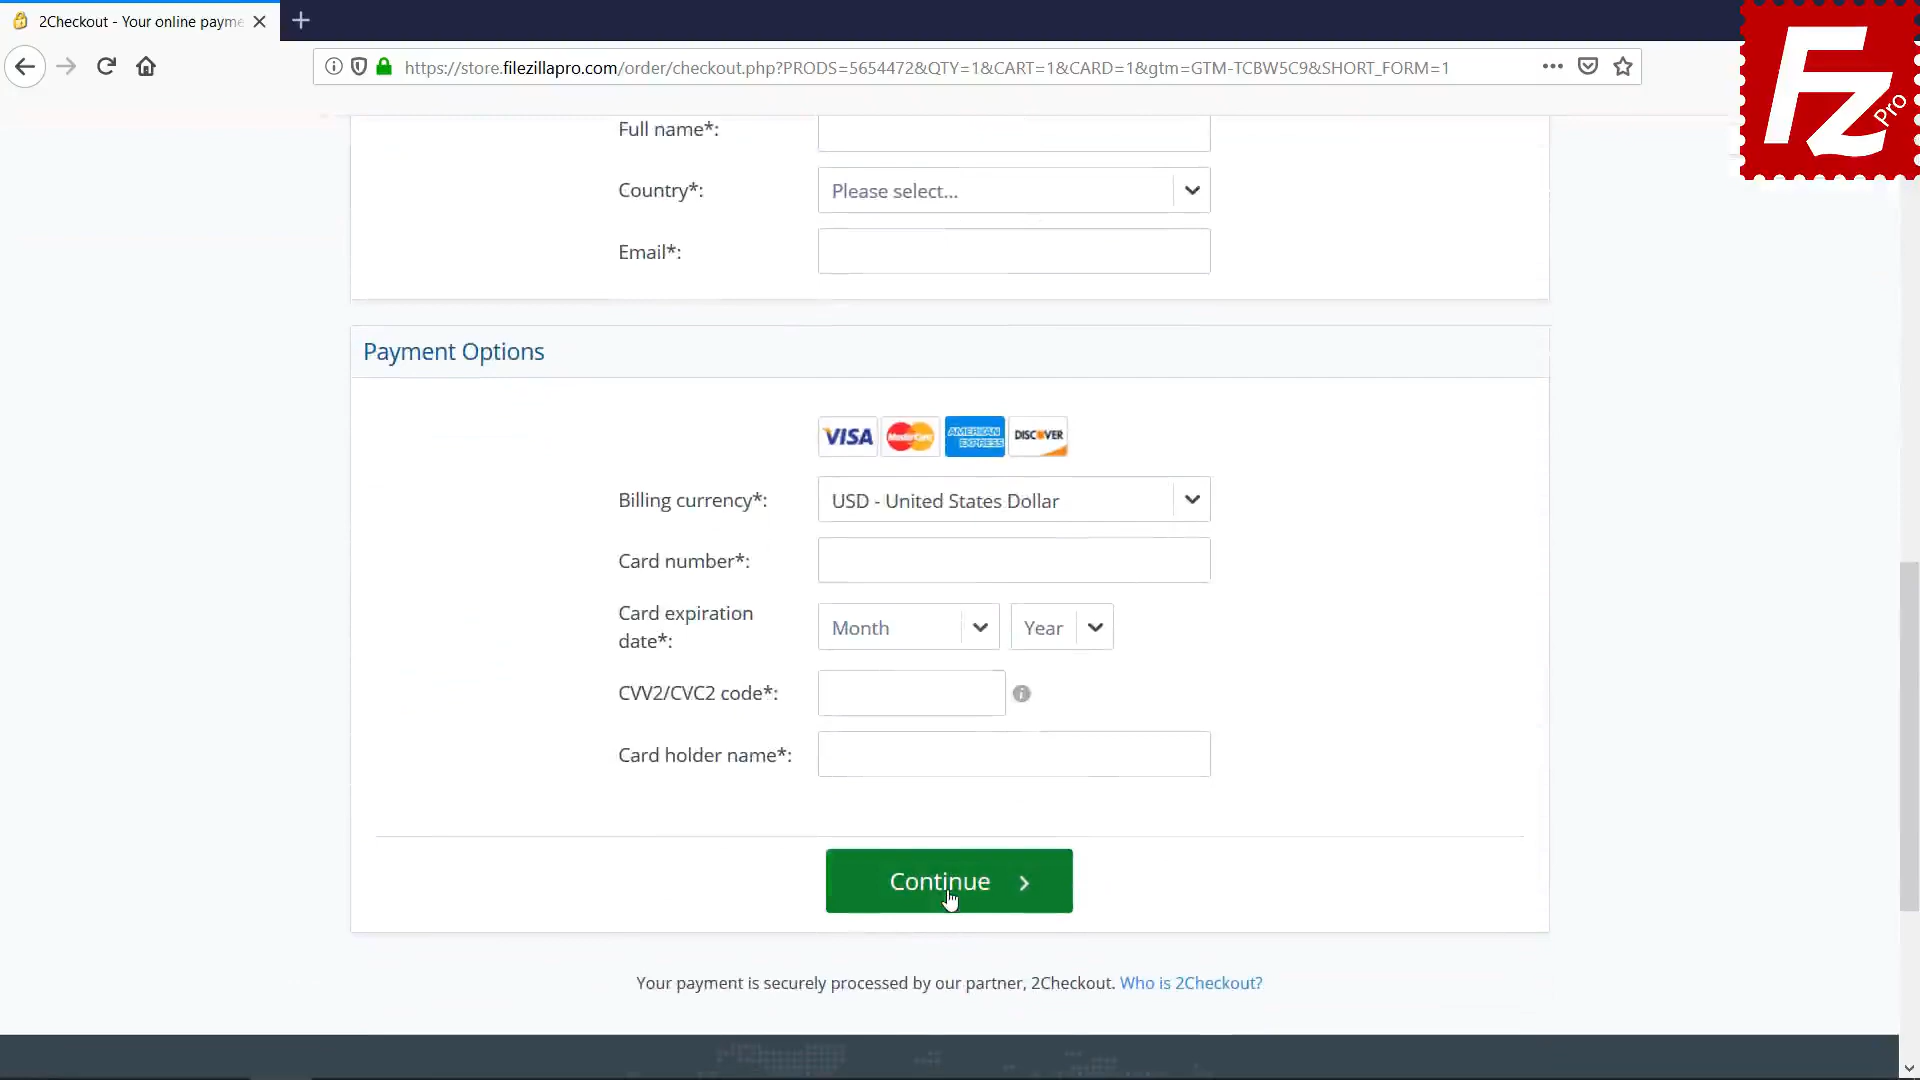 2Checkout - Your online payme
https://store.filezillapro.com/order/checkout.php?PRODS=5654472&QTY=1&CART=1&CARD=1&gtm=GTM-TCBW5C9&SHORT_FORM=1
Fz Pro
Full name*:
Country*: Please select...
Email*:
Payment Options
VISA MasterCard AMERICAN EXPRESS DISCOVER
Billing currency*: USD - United States Dollar
Card number*:
Card expiration
date*: Month Year
CVV2/CVC2 code*:
Card holder name*:
Continue
Your payment is securely processed by our partner, 2Checkout. Who is 2Checkout?